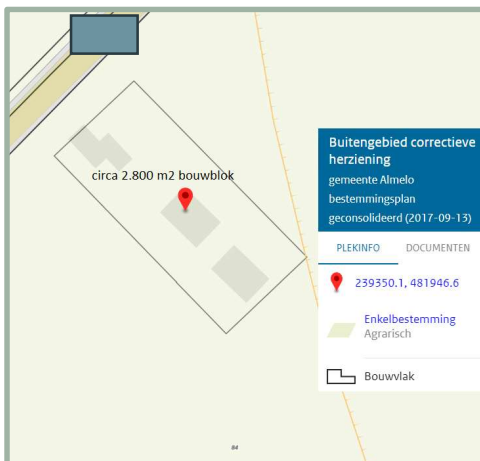 circa 2.800 m2 bouwblok
Buitengebied correctieve
herziening
gemeente Almelo
bestemmingsplan
geconsolideerd (2017-09-13)
PLEKINFO DOCUMENTEN
239350.1, 481946.6
Enkelbestemming
Agrarisch
Bouwvlak